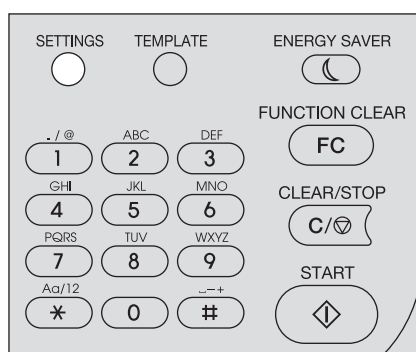 SETTINGS TEMPLATE ENERGY SAVER
FUNCTION CLEAR
FC
. / @ ABC DEF
1 2 3
GHI JKL MNO
4 5 6
CLEAR/STOP
C/
PQRS TUV WXYZ
7 8 9
START
Aa/12 ⎵–+
* 0 #